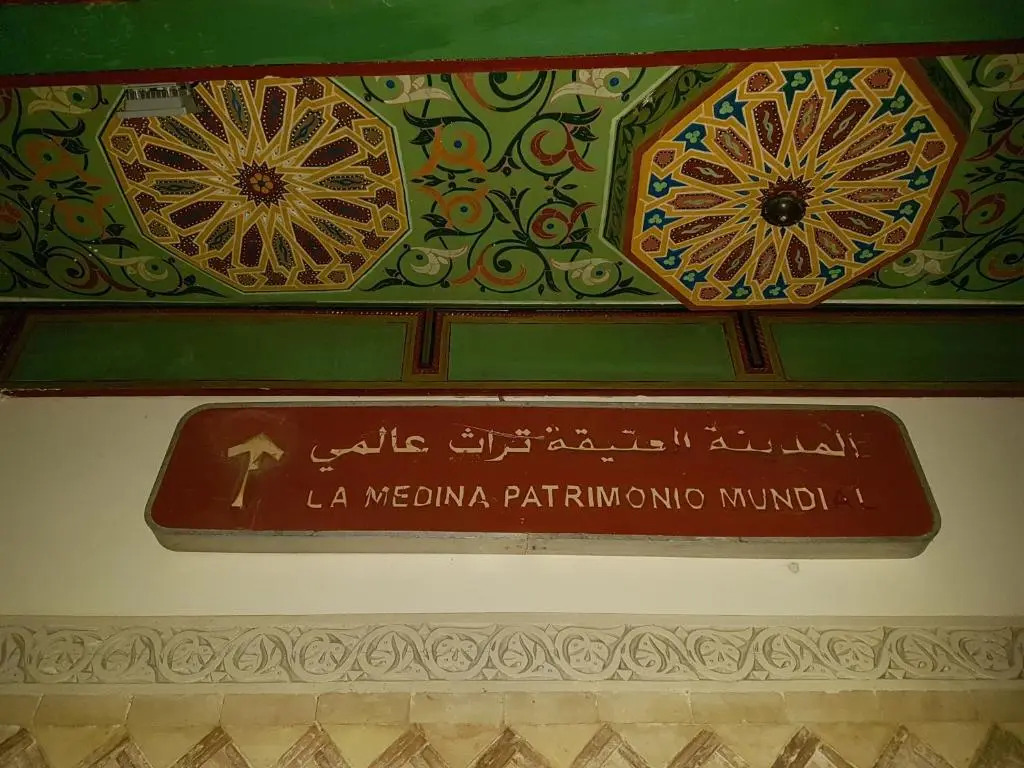 المدينة العتيقة تراث عالمي
LA MEDINA PATRIMONIO MUNDIAL